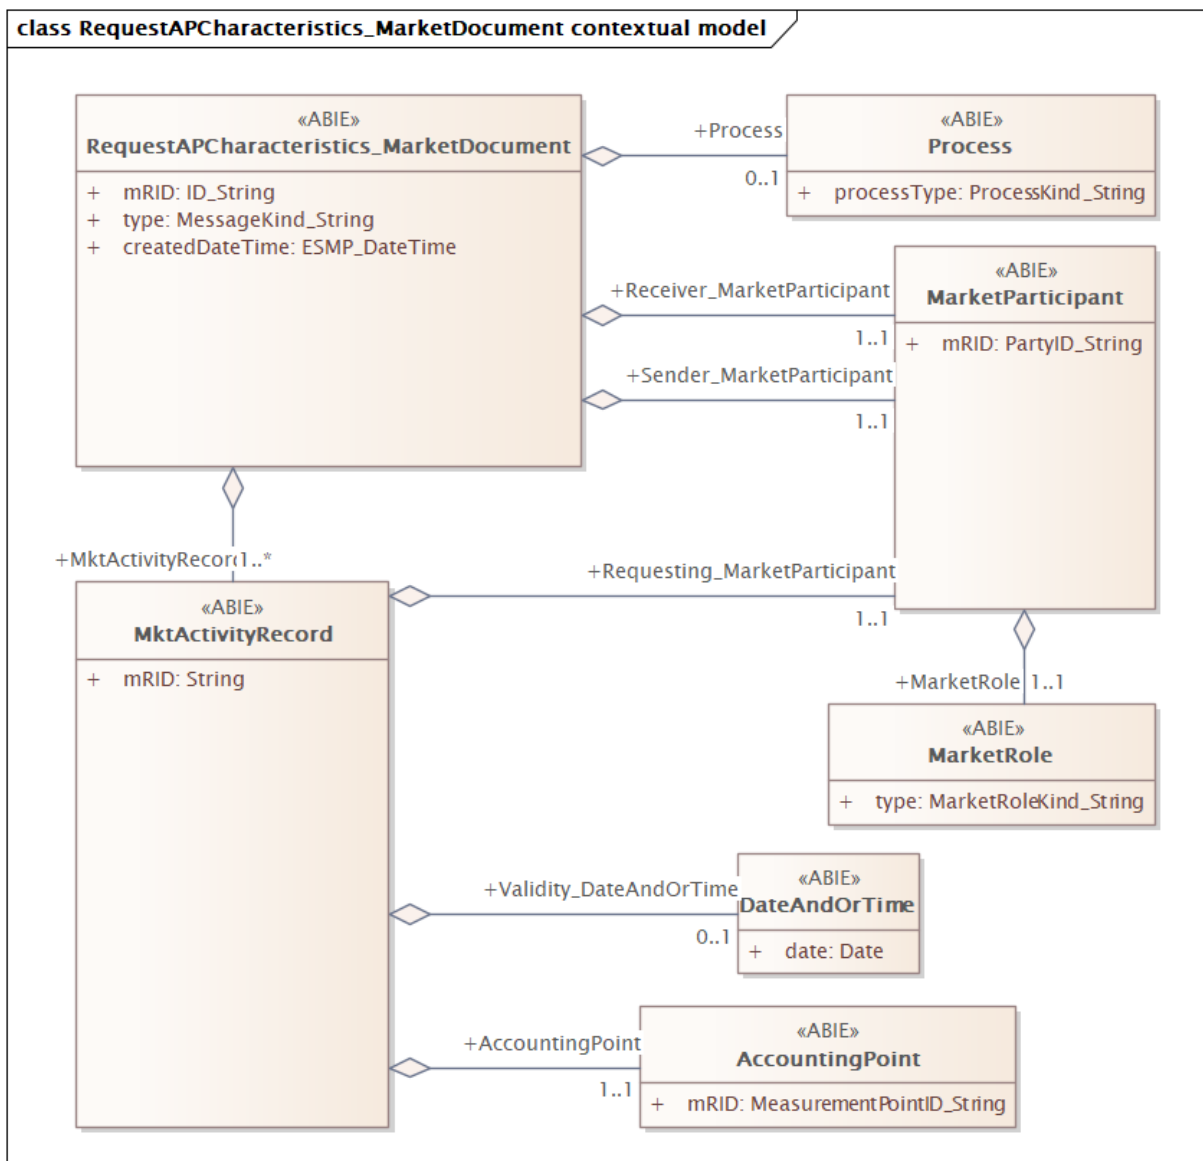 class RequestAPCharacteristics_MarketDocument contextual model
«ABIE»
RequestAPCharacteristics_MarketDocument
+ mRID: ID_String
+ type: MessageKind_String
+ createdDateTime: ESMP_DateTime
+Process
0..1
«ABIE»
Process
+ processType: ProcessKind_String
+Receiver_MarketParticipant
1..1
+Sender_MarketParticipant
1..1
«ABIE»
MarketParticipant
+ mRID: PartyID_String
+MktActivityRecord
1..*
«ABIE»
MktActivityRecord
+ mRID: String
+Requesting_MarketParticipant
1..1
+MarketRole
1..1
«ABIE»
MarketRole
+ type: MarketRoleKind_String
+Validity_DateAndOrTime
0..1
«ABIE»
DateAndOrTime
+ date: Date
+AccountingPoint
1..1
«ABIE»
AccountingPoint
+ mRID: MeasurementPointID_String